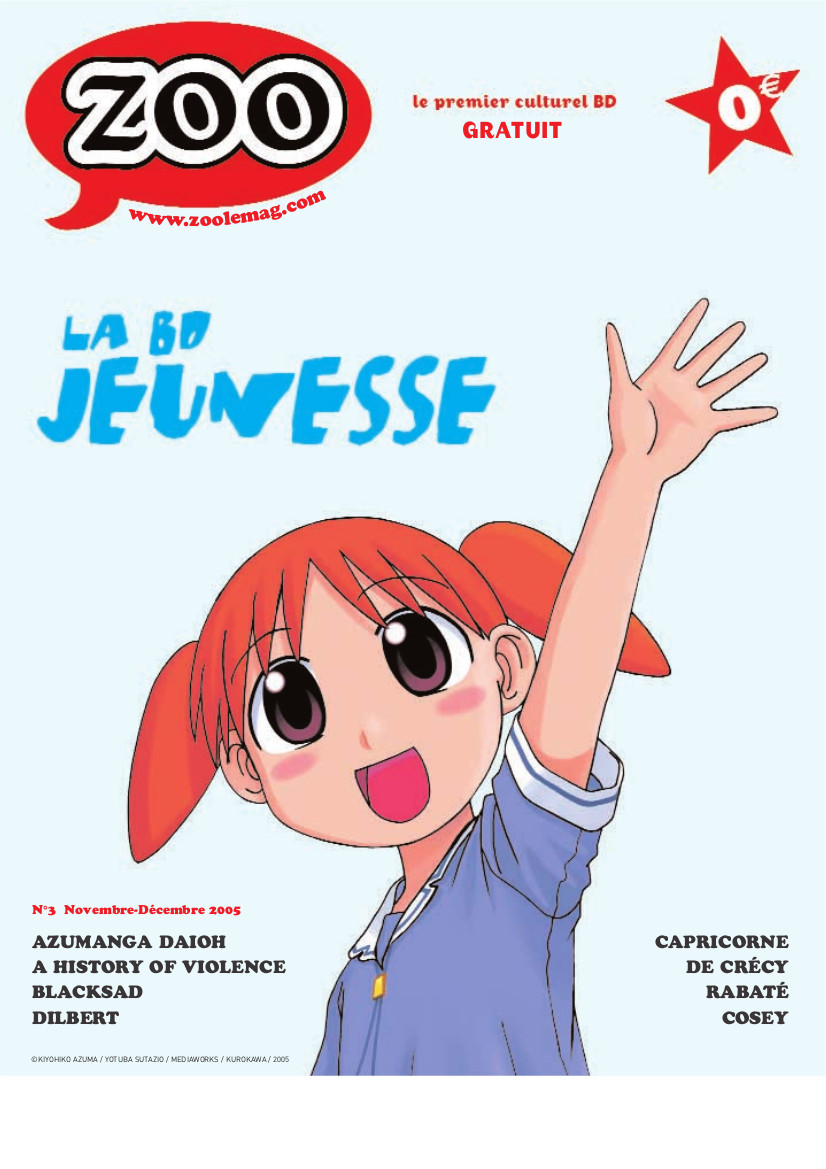 ZOO
www.zoolemag.com
le premier culturel BD
GRATUIT
0€
LA BD
JEUNESSE
N°3 Novembre-Décembre 2005
AZUMANGA DAIOH
A HISTORY OF VIOLENCE
BLACKSAD
DILBERT
CAPRICORNE
DE CRÉCY
RABATÉ
COSEY
©KIYOHIKO AZUMA / YOTUBA SUTAZIO / MEDIAWORKS / KUROKAWA / 2005